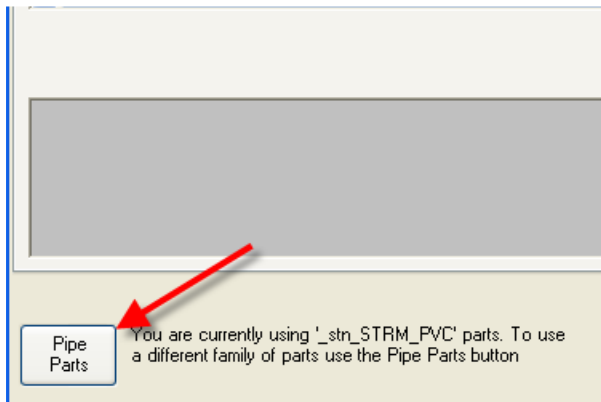 Pipe
Parts
You are currently using '_stn_STRM_PVC' parts. To use
a different family of parts use the Pipe Parts button